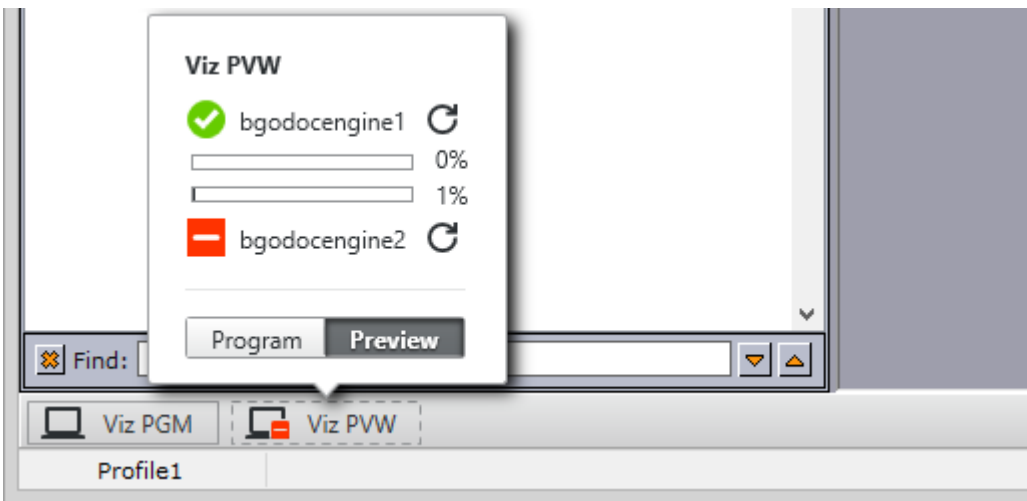 Viz PVW
bgodocengine1
0%
1%
bgodocengine2
Program Preview
Find:
Viz PGM Viz PVW
Profile1